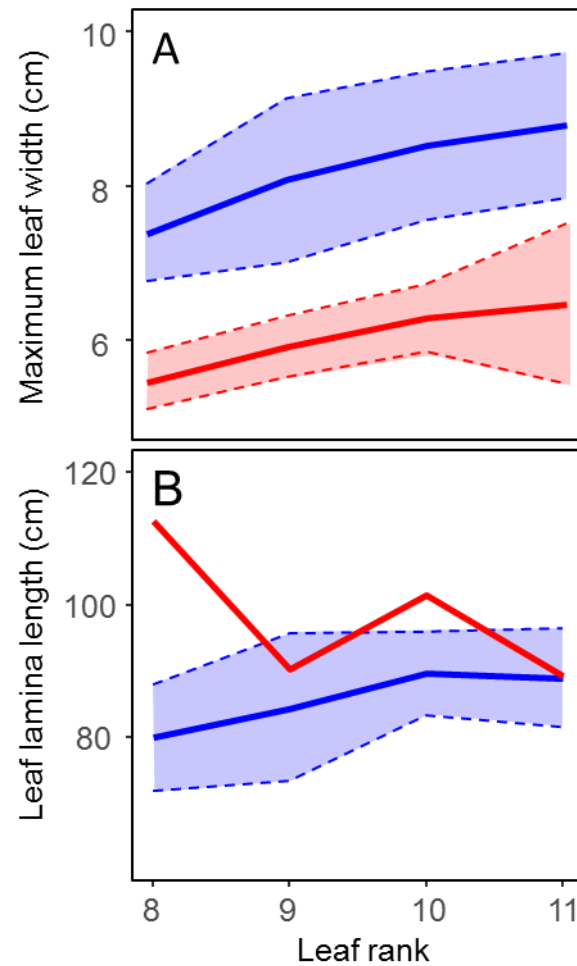 A
Maximum leaf width (cm)
10
8
6
B
Leaf lamina length (cm)
120
100
80
8 9 10 11
Leaf rank